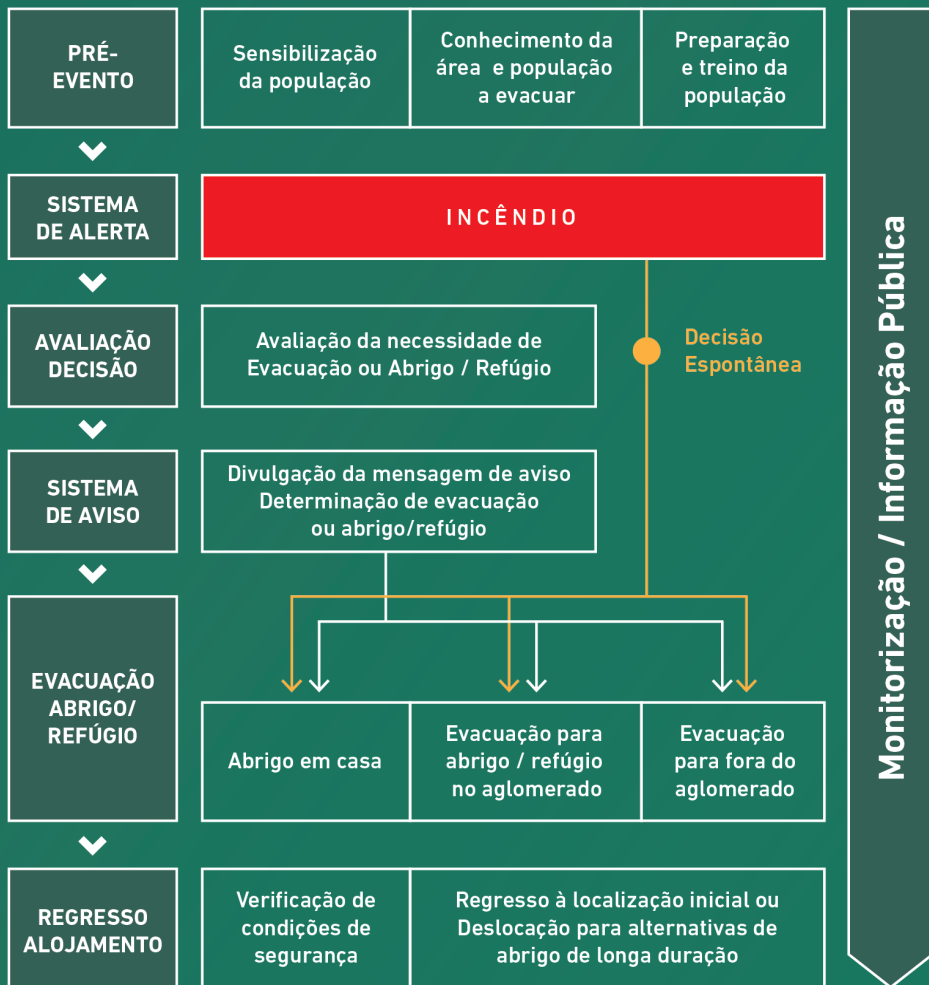 PRÉ-
EVENTO
Sensibilização
da população
Conhecimento da
área e população
a evacuar
Preparação
e treino da
população
SISTEMA
DE ALERTA
INCÊNDIO
AVALIAÇÃO
DECISÃO
Avaliação da necessidade de
Evacuação ou Abrigo / Refúgio
Decisão
Espontânea
SISTEMA
DE AVISO
Divulgação da mensagem de aviso
Determinação de evacuação
ou abrigo/refúgio
EVACUAÇÃO
ABRIGO/
REFÚGIO
Abrigo em casa
Evacuação para
abrigo / refúgio
no aglomerado
Evacuação
para fora do
aglomerado
REGRESSO
ALOJAMENTO
Verificação de
condições de
segurança
Regresso à localização inicial ou
Deslocação para alternativas de
abrigo de longa duração
Monitorização / Informação Pública